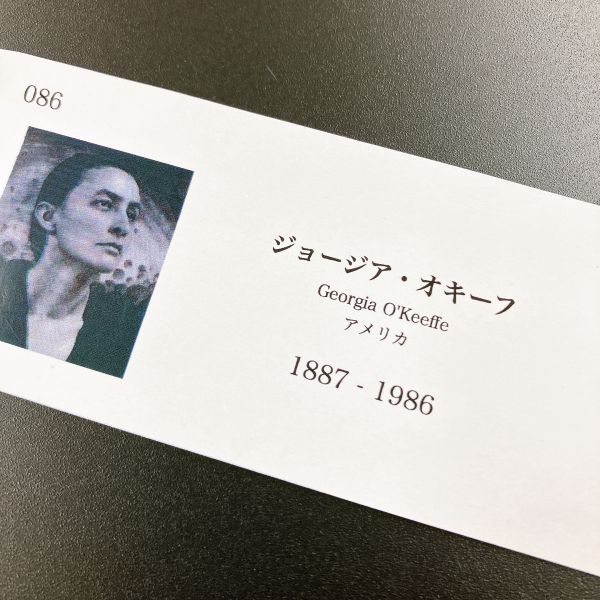 086
ジョージア・オキーフ
Georgia O'Keeffe
アメリカ
1887 - 1986